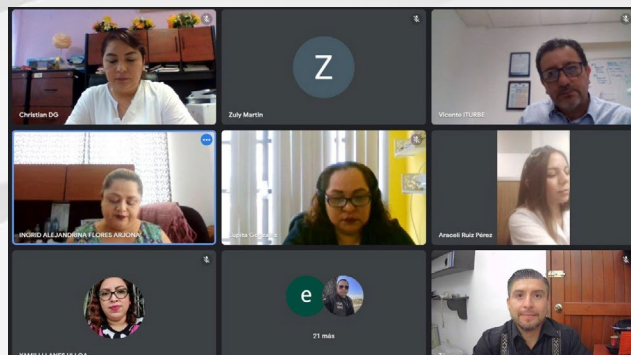 Christian DG
Z
Zuly Martin
Vicente ITURBE
INGRID ALEJANDRINA FLORES ARJONA
Araceli Ruiz Pérez
e
21 más